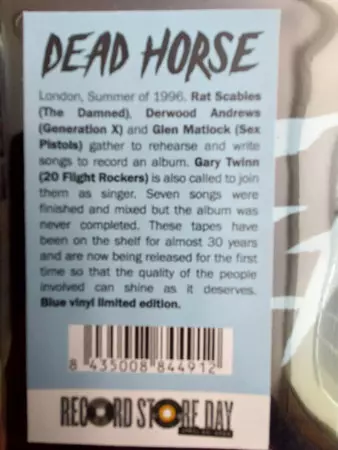 DEAD HORSE
London, Summer of 1996. Rat Scabies
(The Damned), Derwood Andrews
(Generation X) and Glen Matlock (Sex
Pistols) gather to rehearse and write
songs to record an album. Gary Twinn
(20 Flight Rockers) is also called to join
them as singer. Seven songs were
finished and mixed but the album was
never completed. These tapes have
been on the shelf for almost 30 years
and are now being released for the first
time so that the quality of the people
involved can shine as it deserves.
Blue vinyl limited edition.
8 435008 844912
RECORD STORE DAY